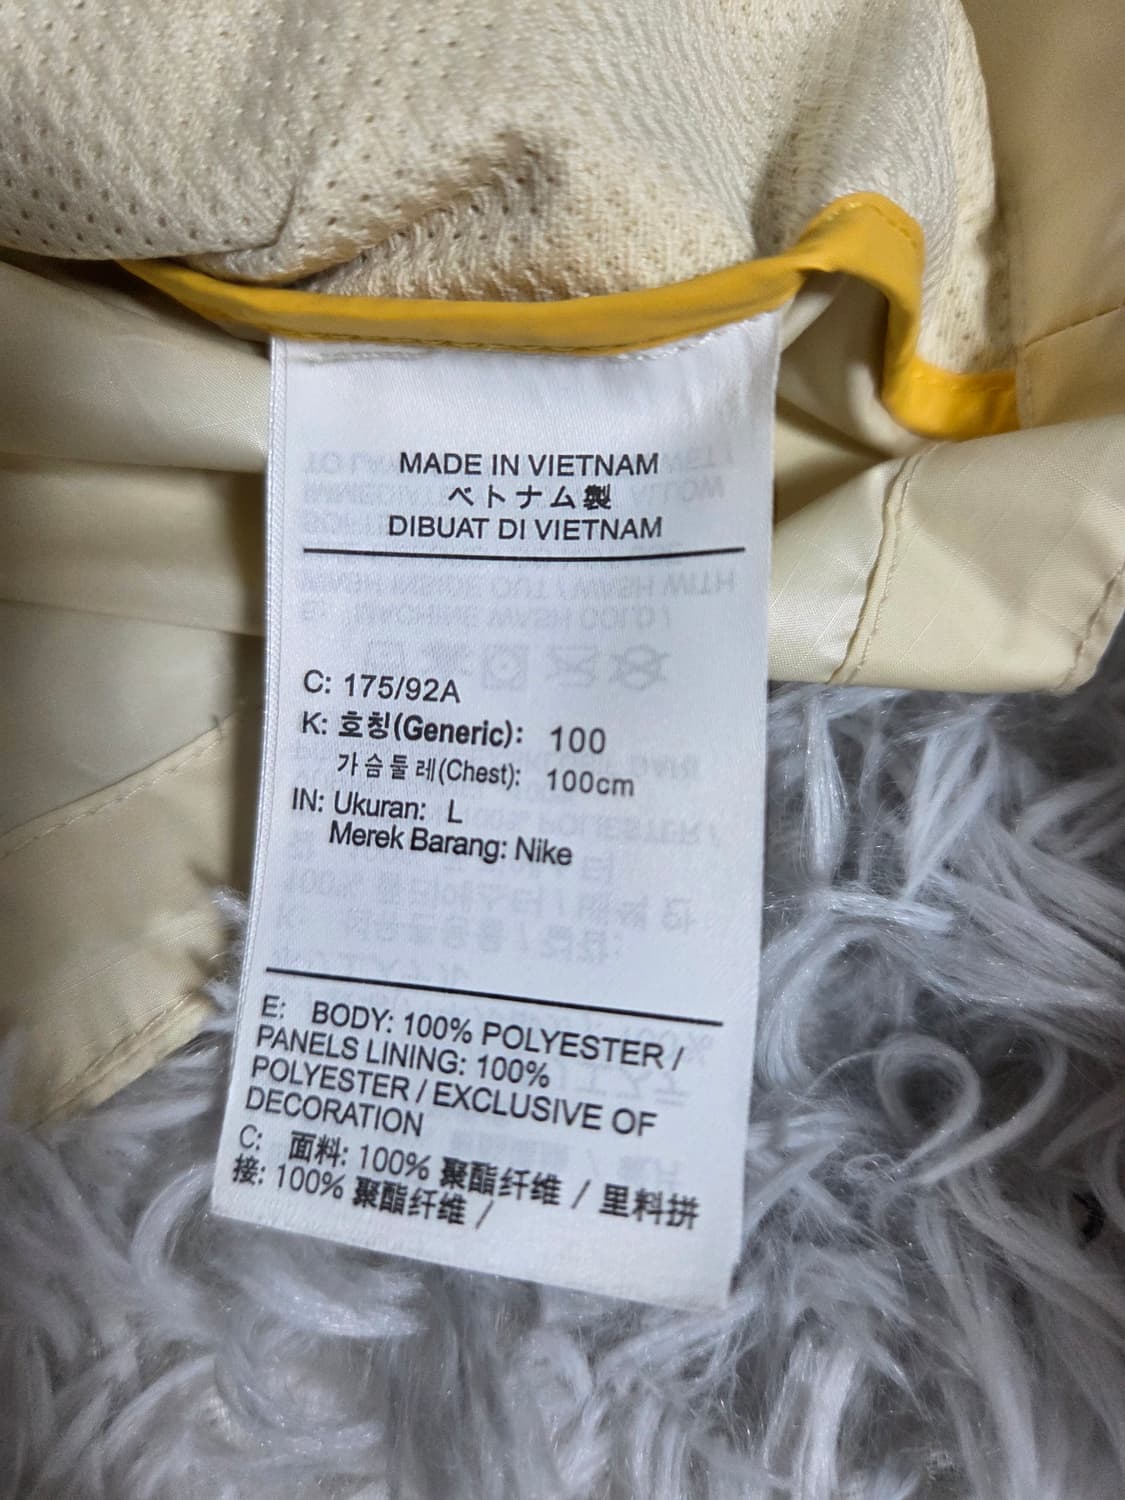 MADE IN VIETNAM
ベトナム製
DIBUAT DI VIETNAM
C: 175/92A
K: 호칭(Generic): 100
가슴둘레(Chest): 100cm
IN: Ukuran: L
Merek Barang: Nike
E: BODY: 100% POLYESTER /
PANELS LINING: 100%
POLYESTER / EXCLUSIVE OF
DECORATION
C: 面料: 100% 聚酯纤维 / 里料拼
接: 100% 聚酯纤维 /